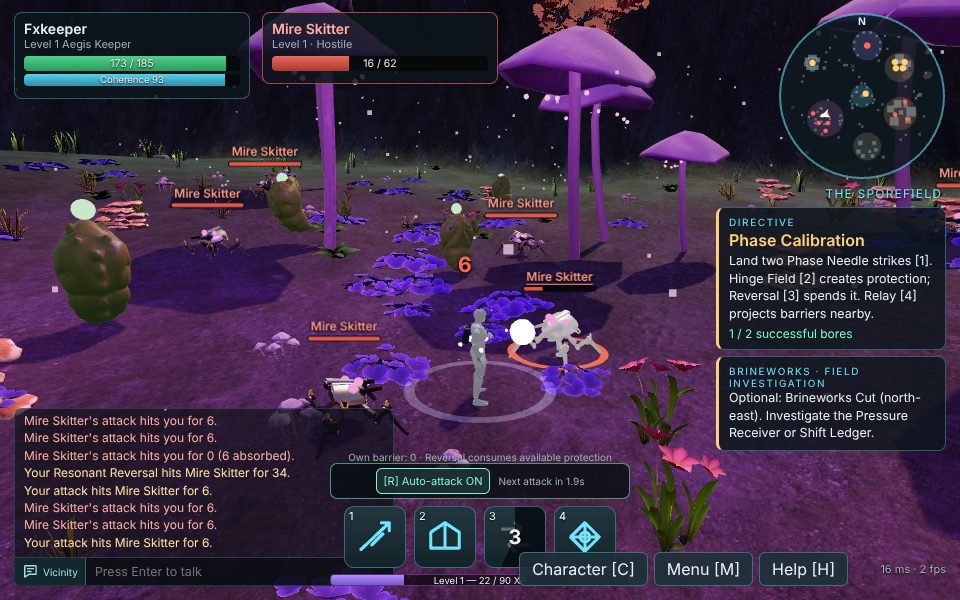 Fxkeeper
Level 1 Aegis Keeper
173 / 185
Coherence 93
Mire Skitter
Level 1 · Hostile
16 / 62
N
THE SPOREFIELD
Mire Skitter
Mire Skitter
Mire Skitter
Mire Skitter
Mire Skitter
6
DIRECTIVE
Phase Calibration
Land two Phase Needle strikes [1].
Hinge Field [2] creates protection;
Reversal [3] spends it. Relay [4]
projects barriers nearby.
1 / 2 successful bores
BRINEWORKS · FIELD
INVESTIGATION
Optional: Brineworks Cut (north-
east). Investigate the Pressure
Receiver or Shift Ledger.
Mire Skitter's attack hits you for 6.
Mire Skitter's attack hits you for 6.
Mire Skitter's attack hits you for 0 (6 absorbed).
Your Resonant Reversal hits Mire Skitter for 34.
Your attack hits Mire Skitter for 6.
Mire Skitter's attack hits you for 6.
Mire Skitter's attack hits you for 6.
Your attack hits Mire Skitter for 6.
Vicinity
Press Enter to talk
Own barrier: 0 · Reversal consumes available protection
[R] Auto-attack ON
Next attack in 1.9s
1
2
3
3
4
Level 1 — 22 / 90 XP
Character [C]
Menu [M]
Help [H]
16 ms · 2 fps